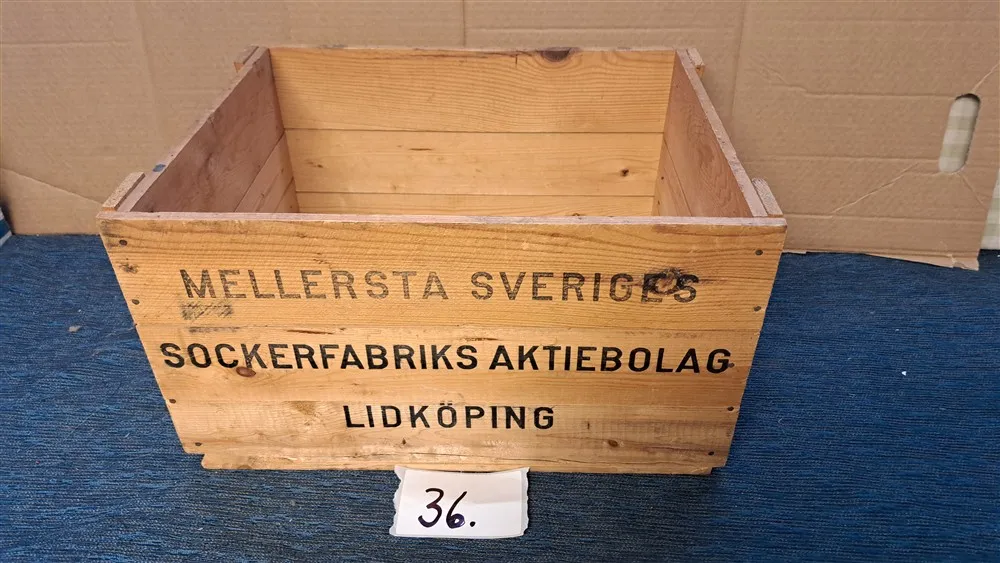 MELLERSTA SVERIGES
SOCKERFABRIKS AKTIEBOLAG
LIDKÖPING
36.